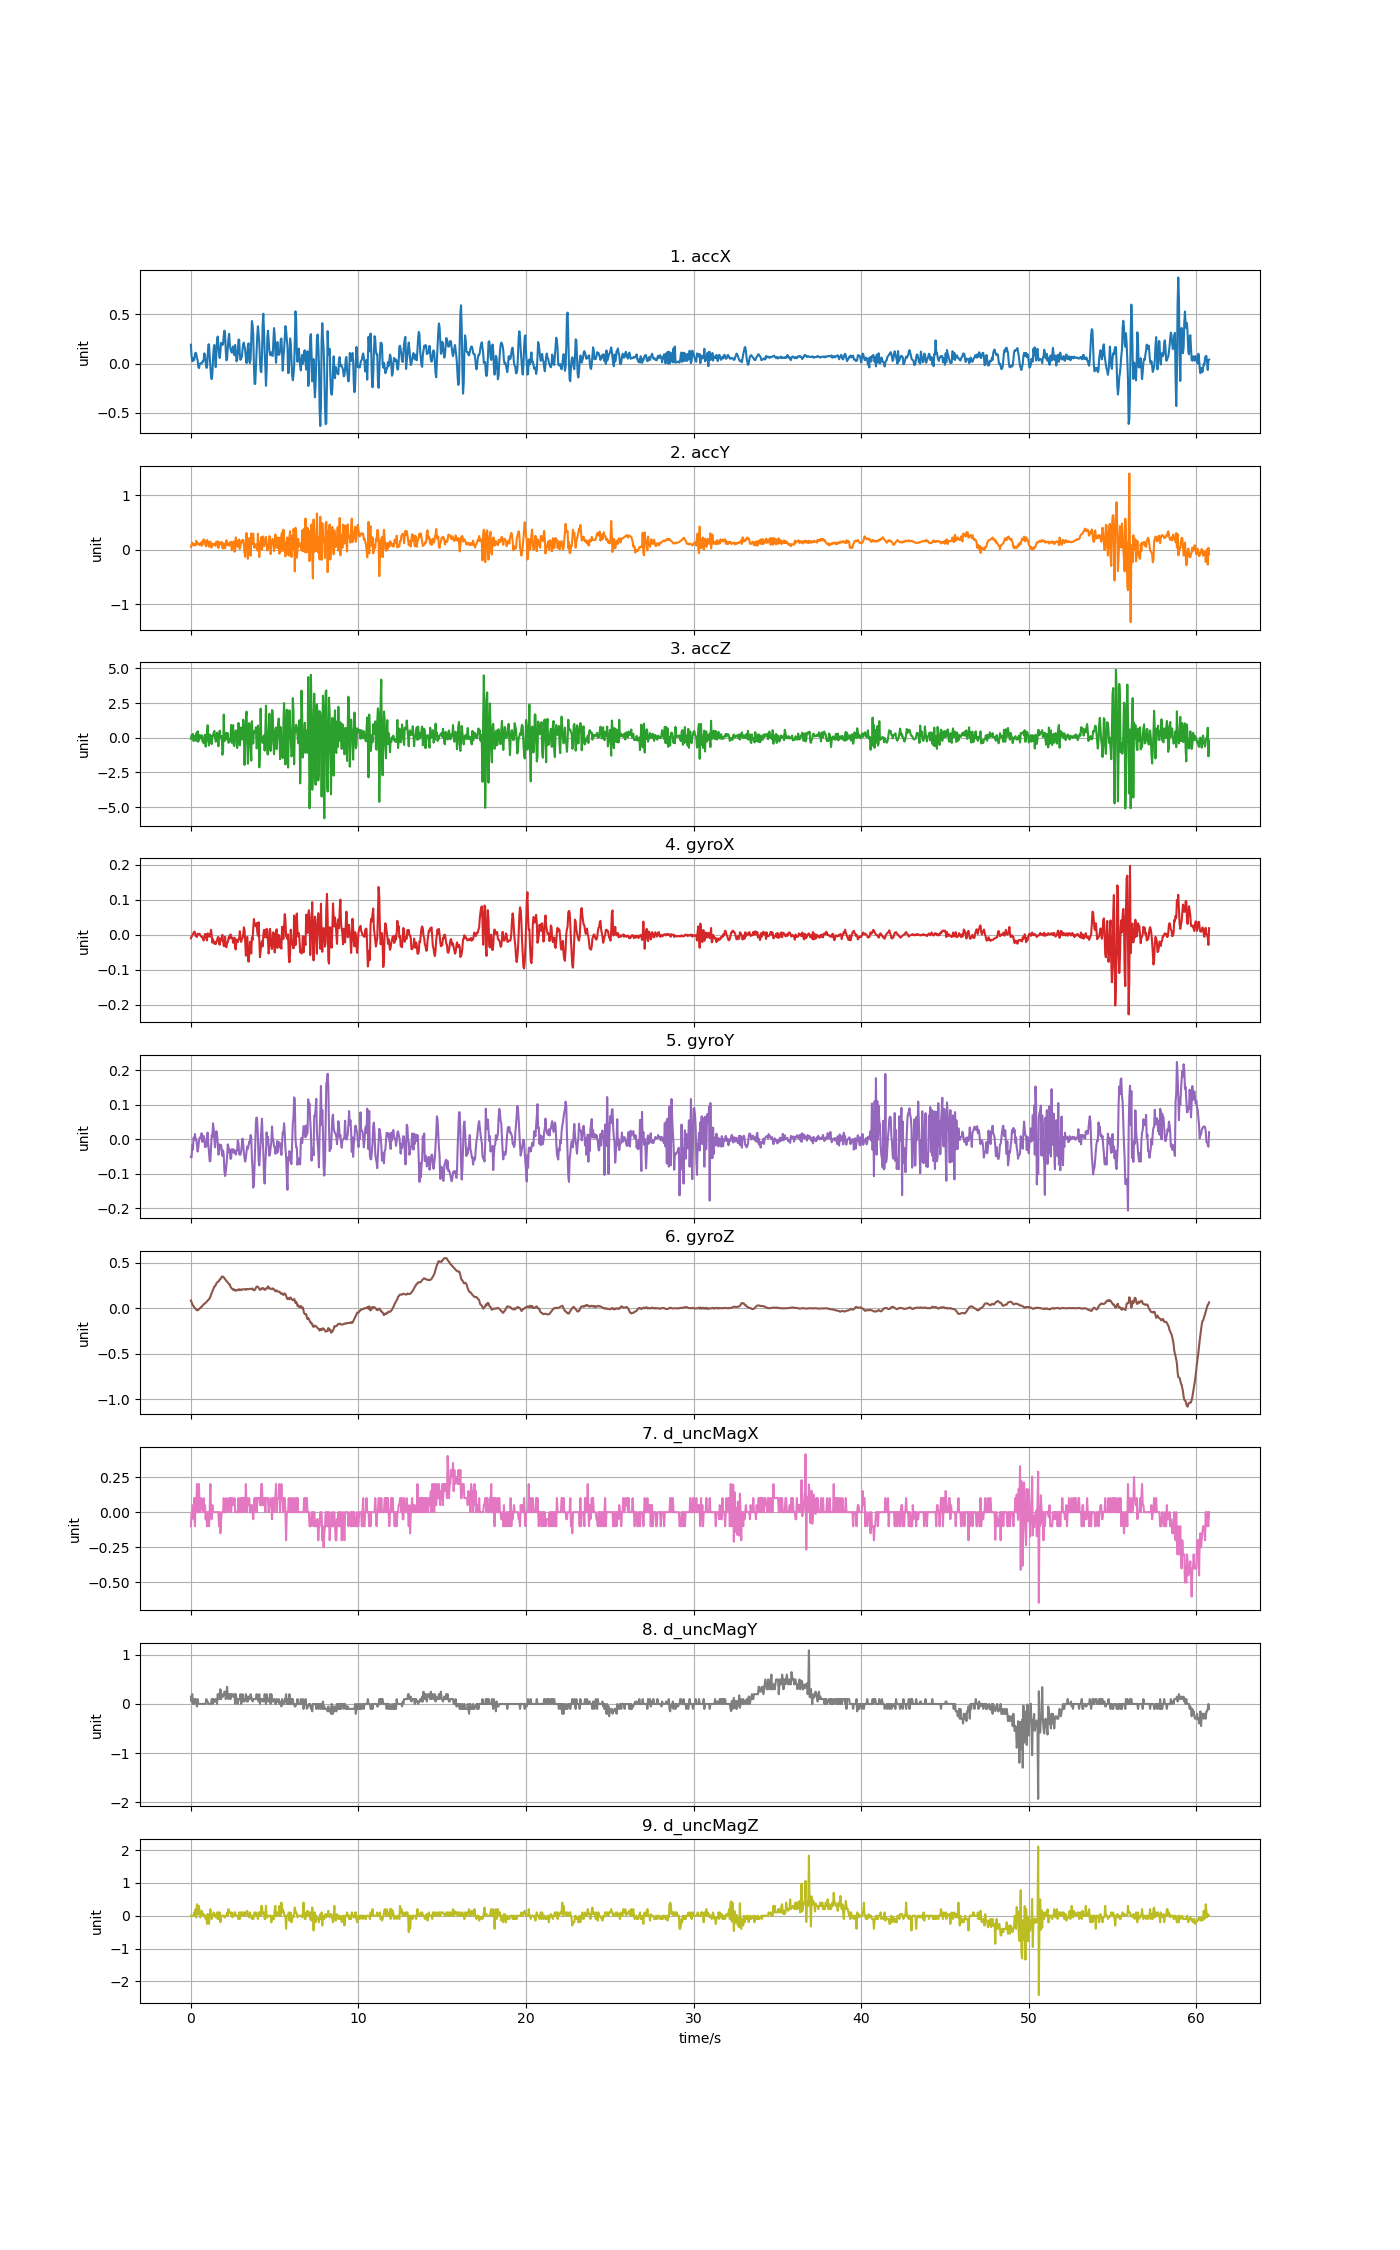 1. accX
0.5
0.0
−0.5
unit
2. accY
1
0
−1
unit
3. accZ
5.0
2.5
0.0
−2.5
−5.0
unit
4. gyroX
0.2
0.1
0.0
−0.1
−0.2
unit
5. gyroY
0.2
0.1
0.0
−0.1
−0.2
unit
6. gyroZ
0.5
0.0
−0.5
−1.0
unit
7. d_uncMagX
0.25
0.00
−0.25
−0.50
unit
8. d_uncMagY
1
0
−1
−2
unit
9. d_uncMagZ
2
1
0
−1
−2
unit
0 10 20 30 40 50 60
time/s